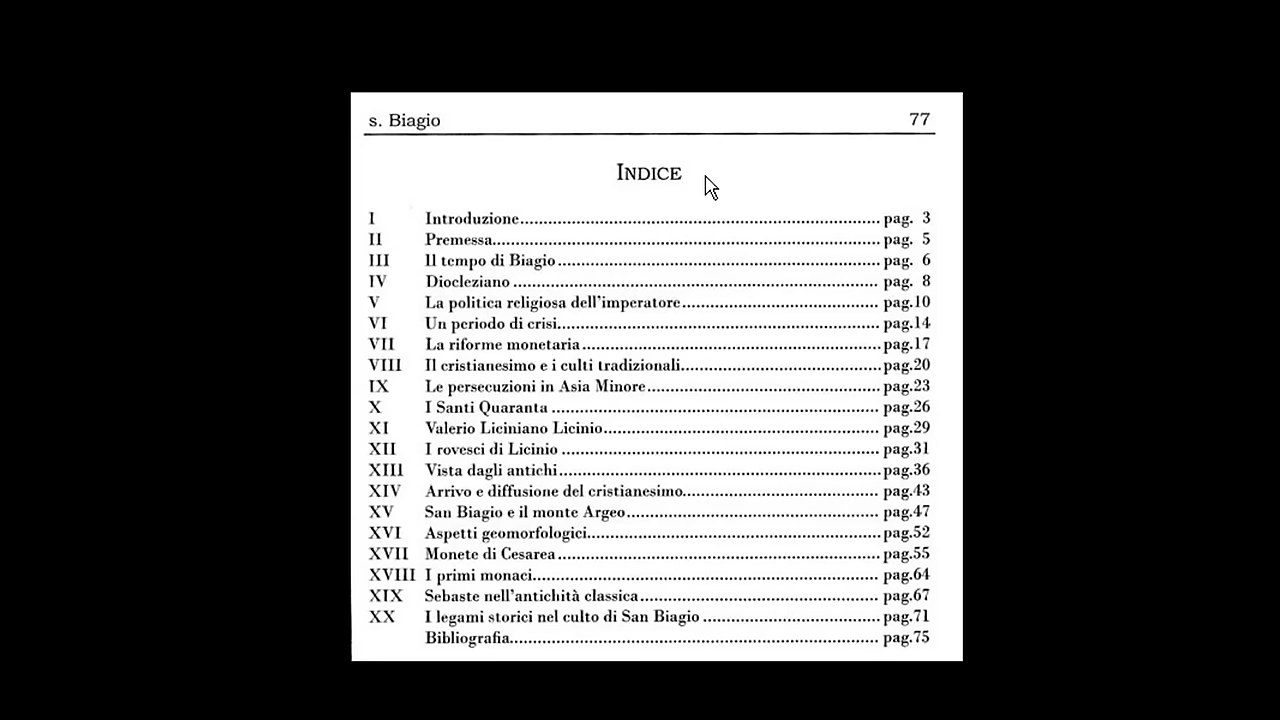 s. Biagio 77
INDICE
I Introduzione.......... pag. 3
II Premessa.......... pag. 5
III Il tempo di Biagio .......... pag. 6
IV Diocleziano .......... pag. 8
V La politica religiosa dell'imperatore.......... pag.10
VI Un periodo di crisi.......... pag.14
VII La riforme monetaria .......... pag.17
VIII Il cristianesimo e i culti tradizionali.......... pag.20
IX Le persecuzioni in Asia Minore.......... pag.23
X I Santi Quaranta .......... pag.26
XI Valerio Liciniano Licinio.......... pag.29
XII I rovesci di Licinio .......... pag.31
XIII Vista dagli antichi.......... pag.36
XIV Arrivo e diffusione del cristianesimo.......... pag.43
XV San Biagio e il monte Argeo.......... pag.47
XVI Aspetti geomorfologici.......... pag.52
XVII Monete di Cesarea .......... pag.55
XVIII I primi monaci.......... pag.64
XIX Sebaste nell'antichità classica.......... pag.67
XX I legami storici nel culto di San Biagio .......... pag.71
Bibliografia.......... pag.75